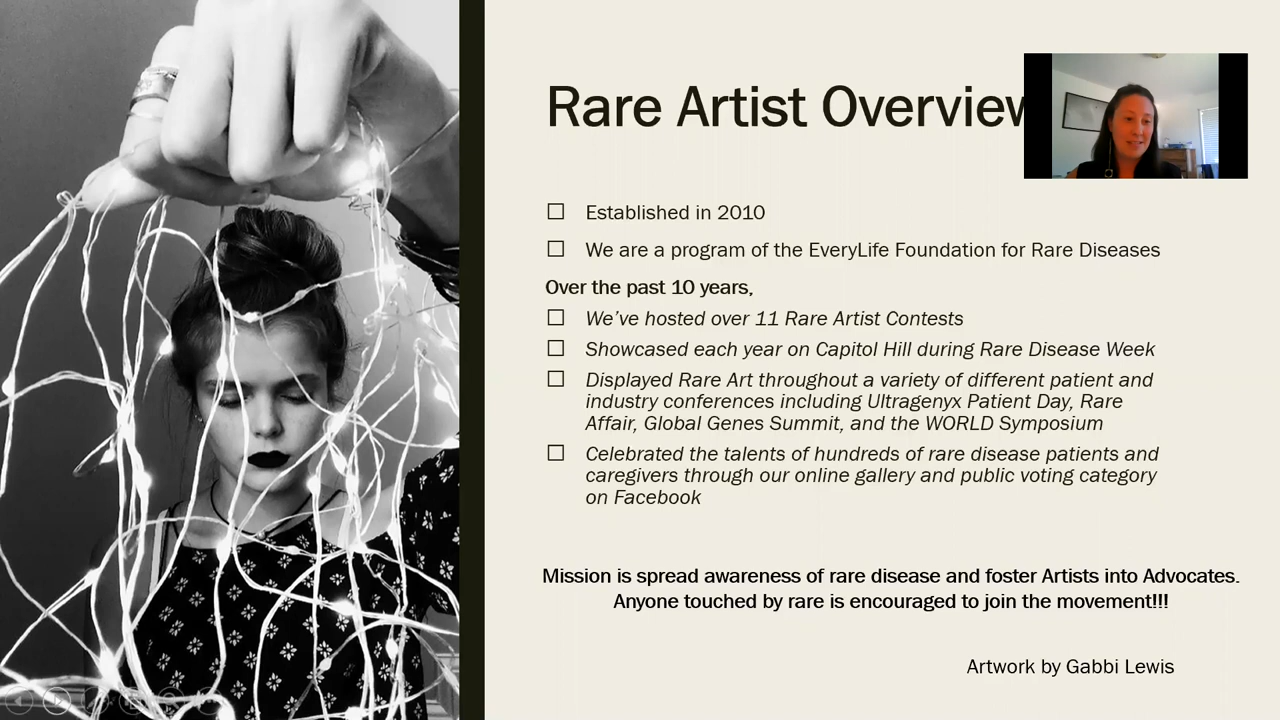 Rare Artist Overview
☐ Established in 2010
☐ We are a program of the EveryLife Foundation for Rare Diseases
Over the past 10 years,
☐ We’ve hosted over 11 Rare Artist Contests
☐ Showcased each year on Capitol Hill during Rare Disease Week
☐ Displayed Rare Art throughout a variety of different patient and
industry conferences including Ultragenyx Patient Day, Rare
Affair, Global Genes Summit, and the WORLD Symposium
☐ Celebrated the talents of hundreds of rare disease patients and
caregivers through our online gallery and public voting category
on Facebook
Mission is spread awareness of rare disease and foster Artists into Advocates.
Anyone touched by rare is encouraged to join the movement!!!
Artwork by Gabbi Lewis